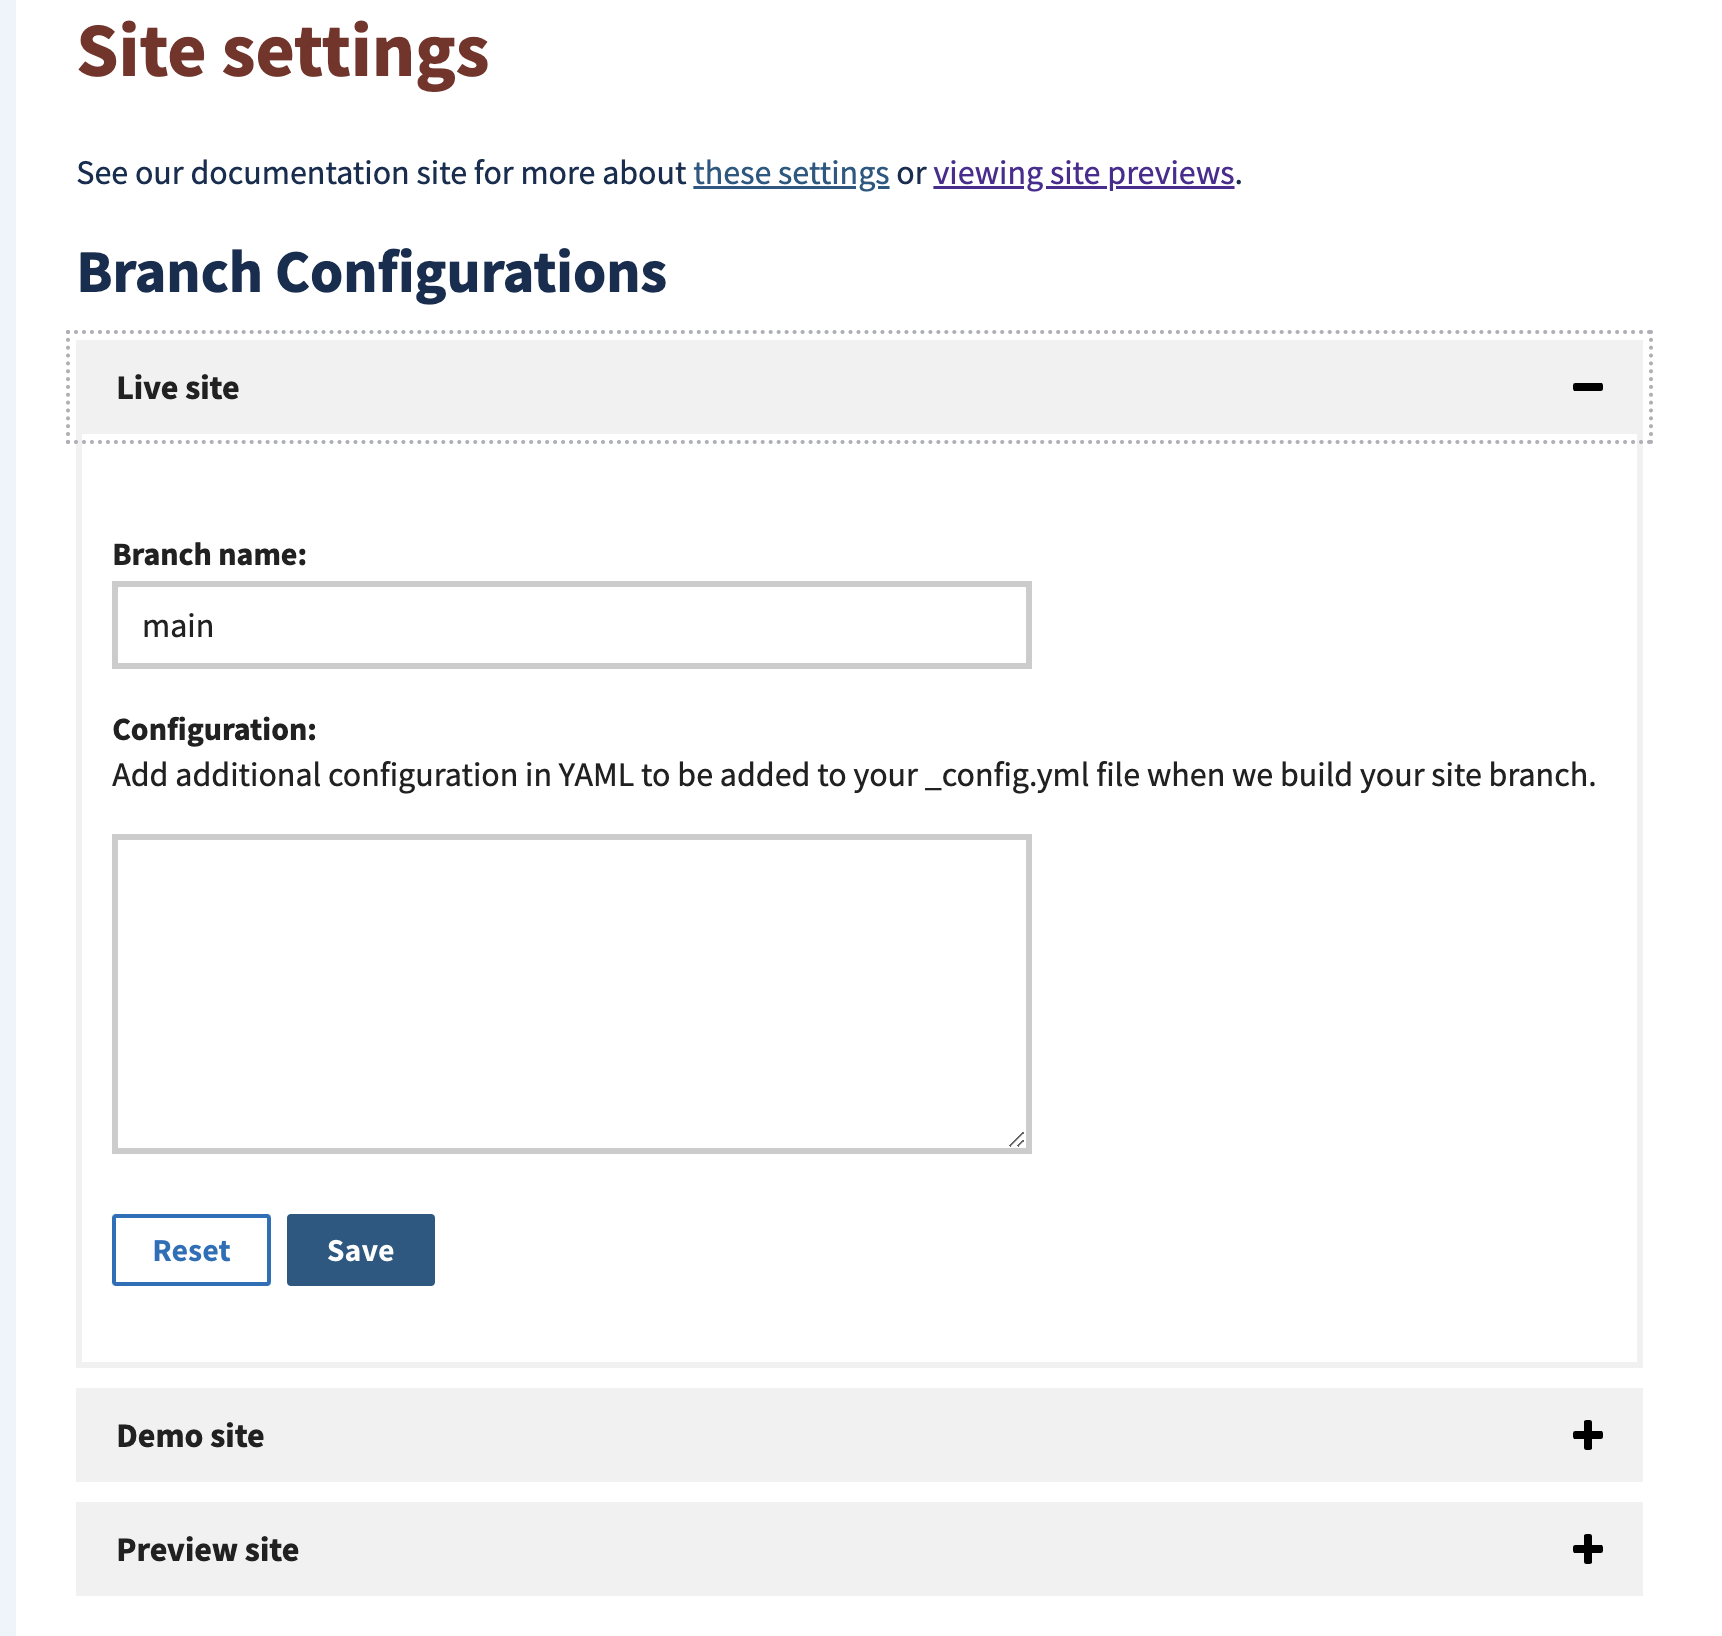 Site settings
See our documentation site for more about these settings or viewing site previews.
Branch Configurations
Live site
Branch name:
main
Configuration:
Add additional configuration in YAML to be added to your _config.yml file when we build your site branch.
Reset Save
Demo site
Preview site